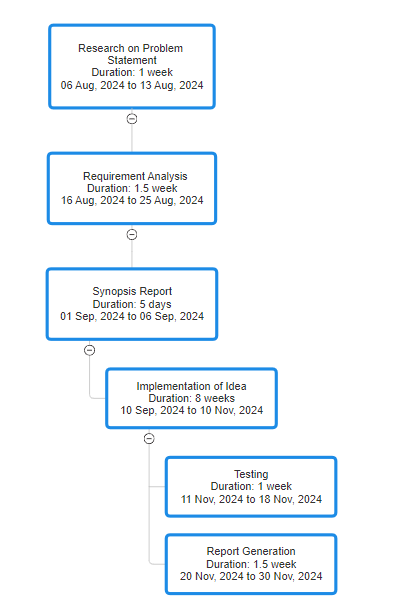 Research on Problem
Statement
Duration: 1 week
06 Aug, 2024 to 13 Aug, 2024
Requirement Analysis
Duration: 1.5 week
16 Aug, 2024 to 25 Aug, 2024
Synopsis Report
Duration: 5 days
01 Sep, 2024 to 06 Sep, 2024
Implementation of Idea
Duration: 8 weeks
10 Sep, 2024 to 10 Nov, 2024
Testing
Duration: 1 week
11 Nov, 2024 to 18 Nov, 2024
Report Generation
Duration: 1.5 week
20 Nov, 2024 to 30 Nov, 2024